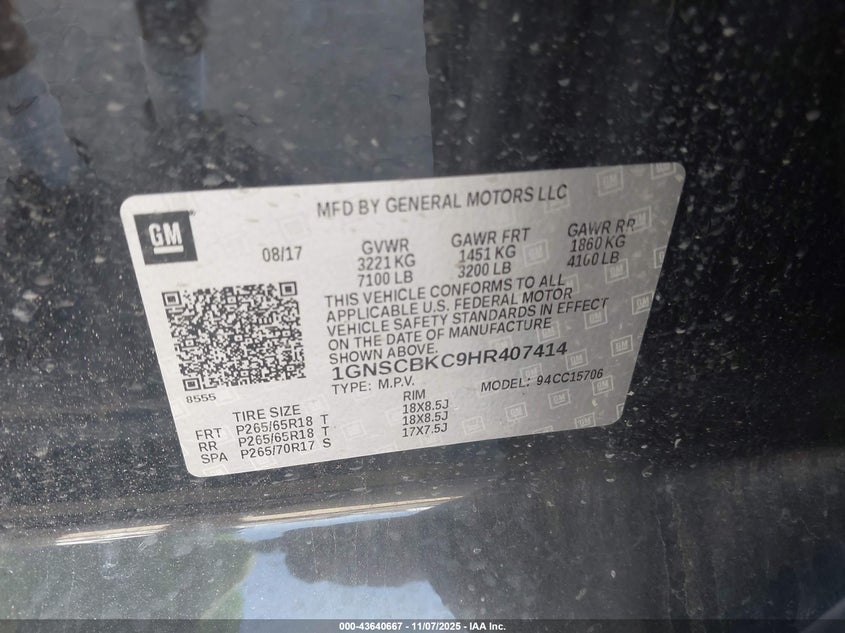 GM
MFD BY GENERAL MOTORS LLC
08/17
GVWR
3221 KG
7100 LB
GAWR FRT
1451 KG
3200 LB
GAWR RR
1860 KG
4100 LB
THIS VEHICLE CONFORMS TO ALL
APPLICABLE U.S. FEDERAL MOTOR
VEHICLE SAFETY STANDARDS IN EFFECT
ON THE DATE OF MANUFACTURE
SHOWN ABOVE.
1GNSCBKC9HR407414
TYPE: M.P.V.
MODEL: 94CC15706
8555
TIRE SIZE
RIM
FRT P265/65R18 T 18X8.5J
RR P265/65R18 T 18X8.5J
SPA P265/70R17 S 17X7.5J
000-43640667 - 11/07/2025 - IAA Inc.